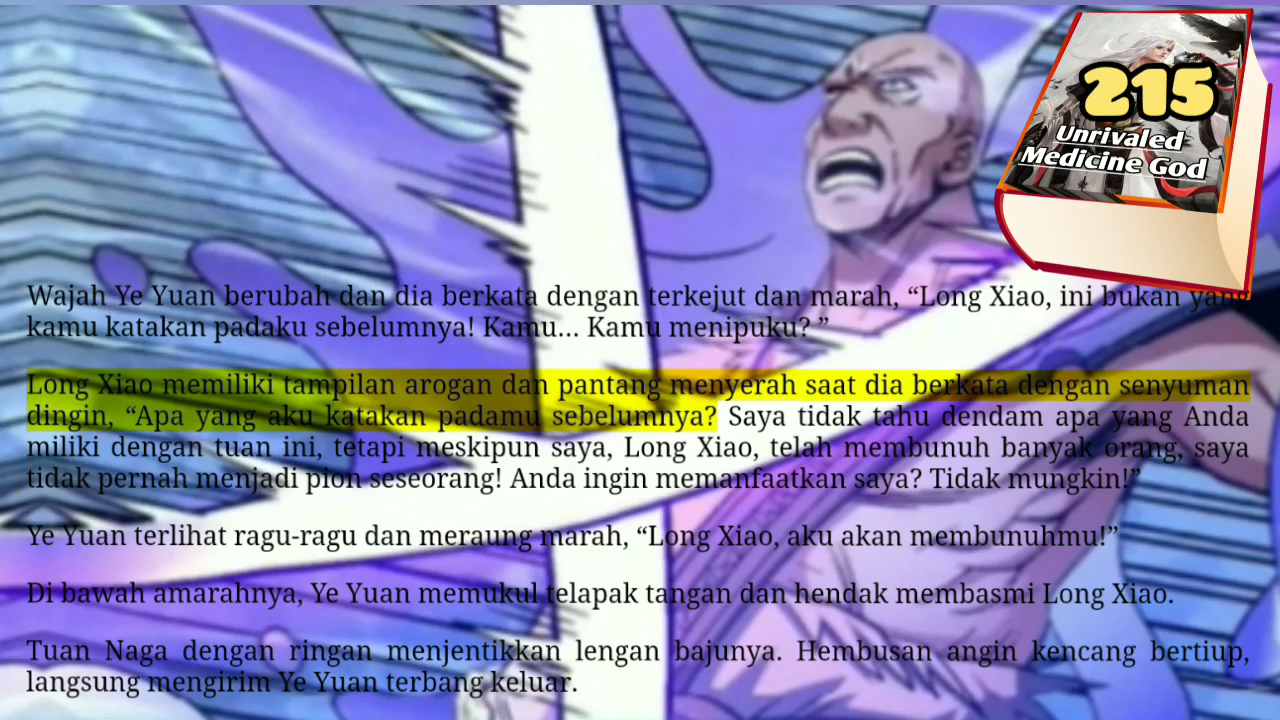 215
Unrivaled
Medicine God
Wajah Ye Yuan berubah dan dia berkata dengan terkejut dan marah, “Long Xiao, ini bukan yang
kamu katakan padaku sebelumnya! Kamu... Kamu menipuku? ”
Long Xiao memiliki tampilan arogan dan pantang menyerah saat dia berkata dengan senyuman
dingin, “Apa yang aku katakan padamu sebelumnya? Saya tidak tahu dendam apa yang Anda
miliki dengan tuan ini, tetapi meskipun saya, Long Xiao, telah membunuh banyak orang, saya
tidak pernah menjadi pion seseorang! Anda ingin memanfaatkan saya? Tidak mungkin!”
Ye Yuan terlihat ragu-ragu dan meraung marah, “Long Xiao, aku akan membunuhmu!”
Di bawah amarahnya, Ye Yuan memukul telapak tangan dan hendak membasmi Long Xiao.
Tuan Naga dengan ringan menjentikkan lengan bajunya. Hembusan angin kencang bertiup,
langsung mengirim Ye Yuan terbang keluar.